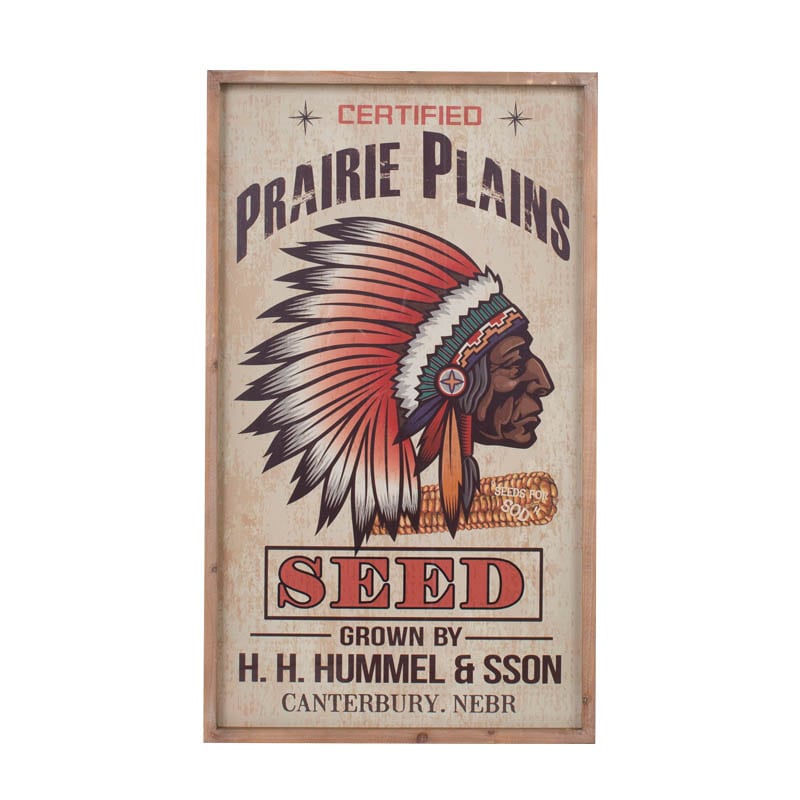 CERTIFIED
PRAIRIE PLAINS
"SEEDS FOR
SOD"
SEED
GROWN BY
H. H. HUMMEL & SSON
CANTERBURY. NEBR